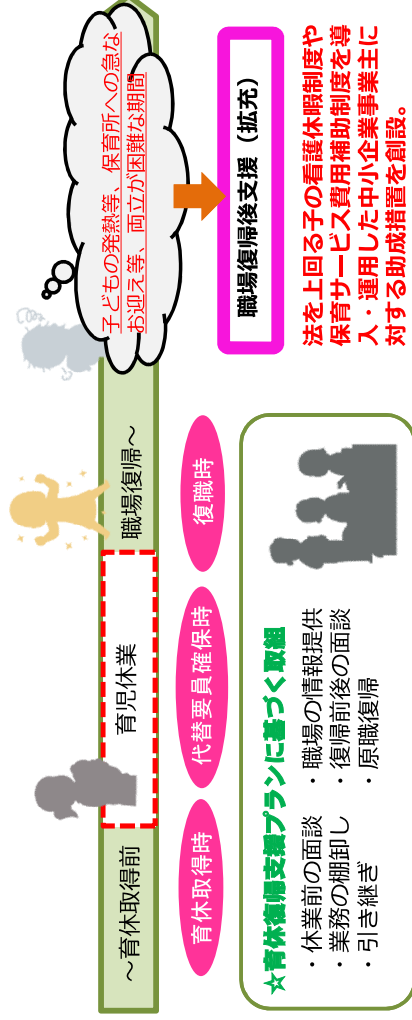 ～育休取得前
育児休業
職場復帰～
子どもの発熱等、保育所への急な
お迎え等、両立が困難な期間
育休取得時
代替要員確保時
復職時
職場復帰後支援（拡充）
法を上回る子の看護休暇制度や
保育サービス費用補助制度を導
入・運用した中小企業事業主に
対する助成措置を創設。
☆育休復帰支援プランに基づく取組
・休業前の面談
・業務の棚卸し
・引き継ぎ
・職場の情報提供
・復帰前後の面談
・原職復帰